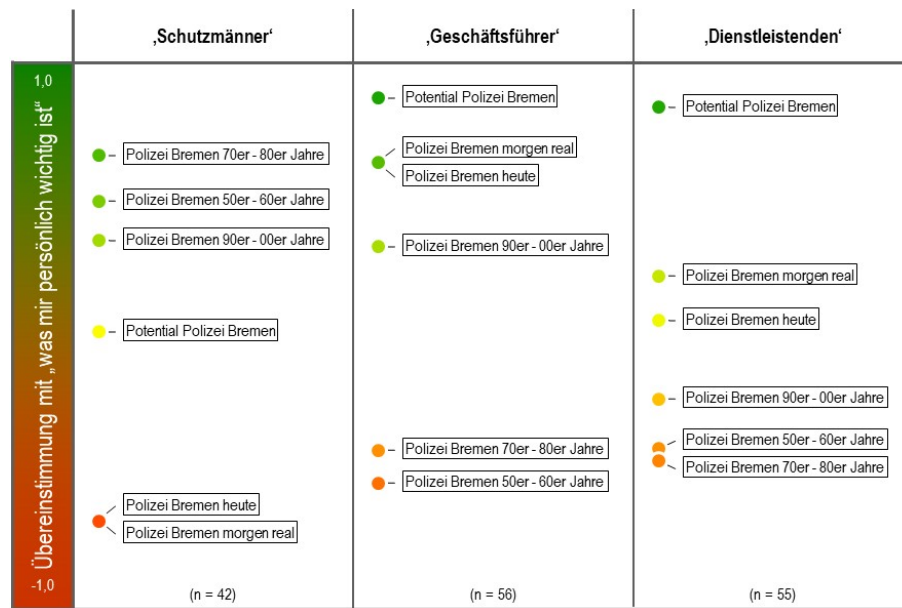 ‚Schutzmänner‘
‚Geschäftsführer‘
‚Dienstleistenden‘
Übereinstimmung mit „was mir persönlich wichtig ist“
1,0
-1,0
Polizei Bremen 70er - 80er Jahre
Polizei Bremen 50er - 60er Jahre
Polizei Bremen 90er - 00er Jahre
Potential Polizei Bremen
Polizei Bremen heute
Polizei Bremen morgen real
(n = 42)
Potential Polizei Bremen
Polizei Bremen morgen real
Polizei Bremen heute
Polizei Bremen 90er - 00er Jahre
Polizei Bremen 70er - 80er Jahre
Polizei Bremen 50er - 60er Jahre
(n = 56)
Potential Polizei Bremen
Polizei Bremen morgen real
Polizei Bremen heute
Polizei Bremen 90er - 00er Jahre
Polizei Bremen 50er - 60er Jahre
Polizei Bremen 70er - 80er Jahre
(n = 55)